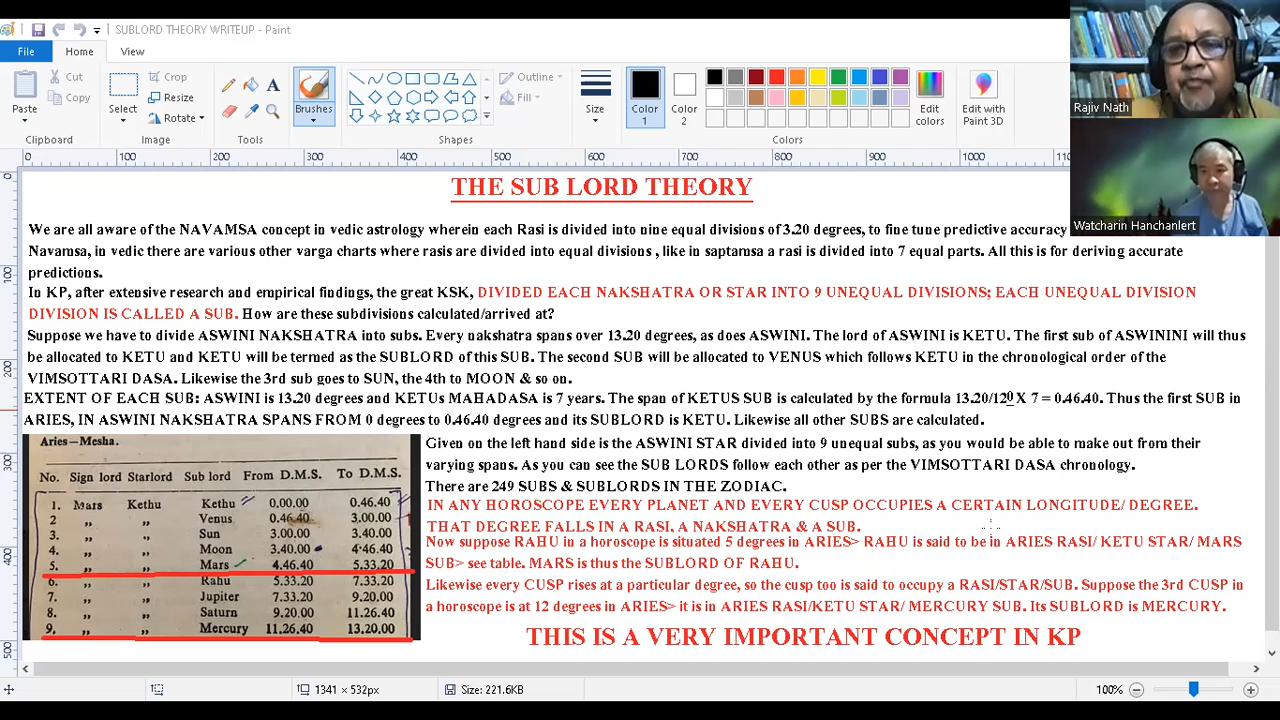 SUBLORD THEORY WRITEUP - Paint
File Home View
Paste Cut Copy Select Crop Resize Rotate Brushes Outline Fill Size Color 1 Color 2 Edit colors Edit with Paint 3D
Clipboard Image Tools Shapes Colors
Rajiv Nath
Watcharin Hanchanlert
0 100 200 300 400 500 600 700 800 900 1000
THE SUB LORD THEORY
We are all aware of the NAVAMSA concept in vedic astrology wherein each Rasi is divided into nine equal divisions of 3.20 degrees, to fine tune predictive accuracy
Navamsa, in vedic there are various other varga charts where rasis are divided into equal divisions , like in saptamsa a rasi is divided into 7 equal parts. All this is for deriving accurate
predictions.
In KP, after extensive research and empirical findings, the great KSK, DIVIDED EACH NAKSHATRA OR STAR INTO 9 UNEQUAL DIVISIONS; EACH UNEQUAL DIVISION
DIVISION IS CALLED A SUB. How are these subdivisions calculated/arrived at?
Suppose we have to divide ASWINI NAKSHATRA into subs. Every nakshatra spans over 13.20 degrees, as does ASWINI. The lord of ASWINI is KETU. The first sub of ASWININI will thus
be allocated to KETU and KETU will be termed as the SUBLORD of this SUB. The second SUB will be allocated to VENUS which follows KETU in the chronological order of the
VIMSOTTARI DASA. Likewise the 3rd sub goes to SUN, the 4th to MOON & so on.
EXTENT OF EACH SUB: ASWINI is 13.20 degrees and KETUs MAHADASA is 7 years. The span of KETUS SUB is calculated by the formula 13.20/120 X 7 = 0.46.40. Thus the first SUB in
ARIES, IN ASWINI NAKSHATRA SPANS FROM 0 degrees to 0.46.40 degrees and its SUBLORD is KETU. Likewise all other SUBS are calculated.
Aries–Mesha.
No. Sign lord Starlord Sub lord From D.M.S. To D.M.S.
1. Mars Kethu Kethu 0.00.00 0.46.40
2 ,, ,, Venus 0.46.40 3.00.00
3. ,, ,, Sun 3.00.00 3.40.00
4. ,, ,, Moon 3.40.00 4.46.40
5. ,, ,, Mars 4.46.40 5.33.20
6. ,, ,, Rahu 5.33.20 7.33.20
7. ,, ,, Jupiter 7.33.20 9.20.00
8. ,, ,, Saturn 9.20.00 11.26.40
9. ,, ,, Mercury 11.26.40 13.20.00
Given on the left hand side is the ASWINI STAR divided into 9 unequal subs, as you would be able to make out from their
varying spans. As you can see the SUB LORDS follow each other as per the VIMSOTTARI DASA chronology.
There are 249 SUBS & SUBLORDS IN THE ZODIAC.
IN ANY HOROSCOPE EVERY PLANET AND EVERY CUSP OCCUPIES A CERTAIN LONGITUDE/ DEGREE.
THAT DEGREE FALLS IN A RASI, A NAKSHATRA & A SUB.
Now suppose RAHU in a horoscope is situated 5 degrees in ARIES> RAHU is said to be in ARIES RASI/ KETU STAR/ MARS
SUB> see table. MARS is thus the SUBLORD OF RAHU.
Likewise every CUSP rises at a particular degree, so the cusp too is said to occupy a RASI/STAR/SUB. Suppose the 3rd CUSP in
a horoscope is at 12 degrees in ARIES> it is in ARIES RASI/KETU STAR/ MERCURY SUB. Its SUBLORD is MERCURY.
THIS IS A VERY IMPORTANT CONCEPT IN KP
1341 × 532px
Size: 221.6KB
100%